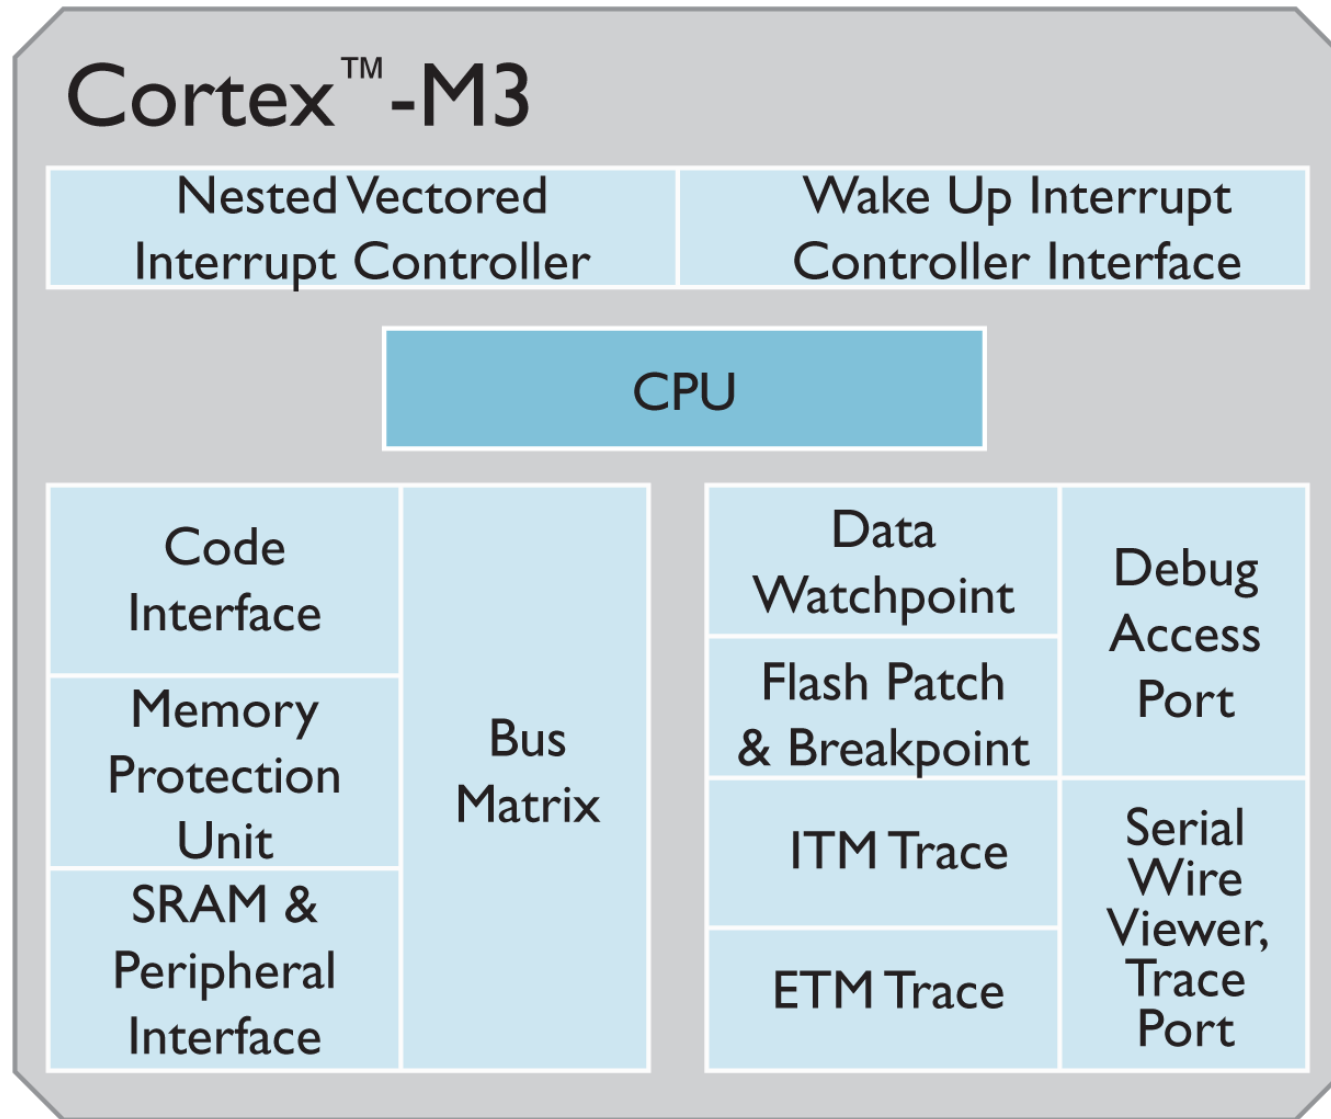 Cortex™-M3
Nested Vectored
Interrupt Controller
Wake Up Interrupt
Controller Interface
CPU
Code
Interface
Memory
Protection
Unit
SRAM &
Peripheral
Interface
Bus
Matrix
Data
Watchpoint
Flash Patch
& Breakpoint
ITM Trace
ETM Trace
Debug
Access
Port
Serial
Wire
Viewer,
Trace
Port